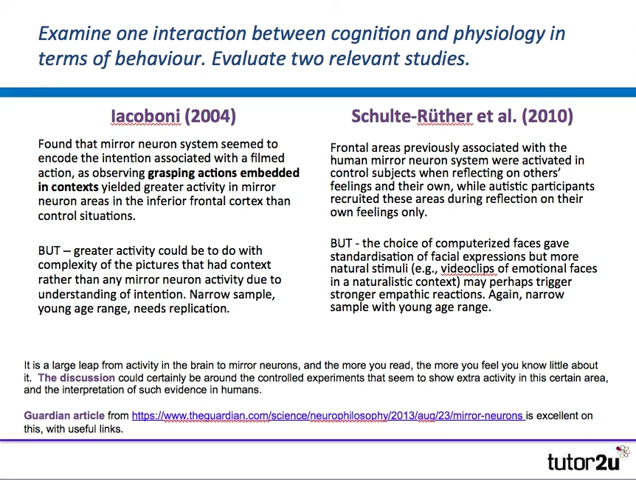 Examine one interaction between cognition and physiology in
terms of behaviour. Evaluate two relevant studies.
Iacoboni (2004)
Found that mirror neuron system seemed to
encode the intention associated with a filmed
action, as observing grasping actions embedded
in contexts yielded greater activity in mirror
neuron areas in the inferior frontal cortex than
control situations.
BUT – greater activity could be to do with
complexity of the pictures that had context
rather than any mirror neuron activity due to
understanding of intention. Narrow sample,
young age range, needs replication.
Schulte-Rüther et al. (2010)
Frontal areas previously associated with the
human mirror neuron system were activated in
control subjects when reflecting on others’
feelings and their own, while autistic participants
recruited these areas during reflection on their
own feelings only.
BUT - the choice of computerized faces gave
standardisation of facial expressions but more
natural stimuli (e.g., videoclips of emotional faces
in a naturalistic context) may perhaps trigger
stronger empathic reactions. Again, narrow
sample with young age range.
It is a large leap from activity in the brain to mirror neurons, and the more you read, the more you feel you know little about
it. The discussion could certainly be around the controlled experiments that seem to show extra activity in this certain area,
and the interpretation of such evidence in humans.
Guardian article from https://www.theguardian.com/science/neurophilosophy/2013/aug/23/mirror-neurons is excellent on
this, with useful links.
tutor2u